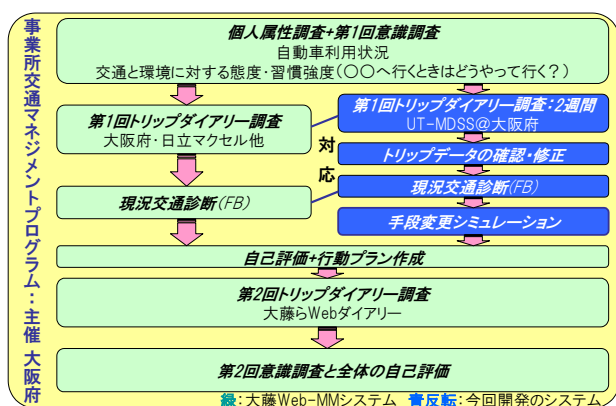 事業所交通マネジメントプログラム：主催 大阪府
個人属性調査+第1回意識調査
自動車利用状況
交通と環境に対する態度・習慣強度(〇〇へ行くときはどうやって行く？)
第1回トリップダイアリー調査
大阪府・日立マクセル他
第1回トリップダイアリー調査：2週間
UT-MDSS@大阪府
対応
トリップデータの確認・修正
現況交通診断(FB)
現況交通診断(FB)
手段変更シミュレーション
自己評価+行動プラン作成
第2回トリップダイアリー調査
大藤らWebダイアリー
第2回意識調査と全体の自己評価
緑：大藤Web-MMシステム 青反転：今回開発のシステム